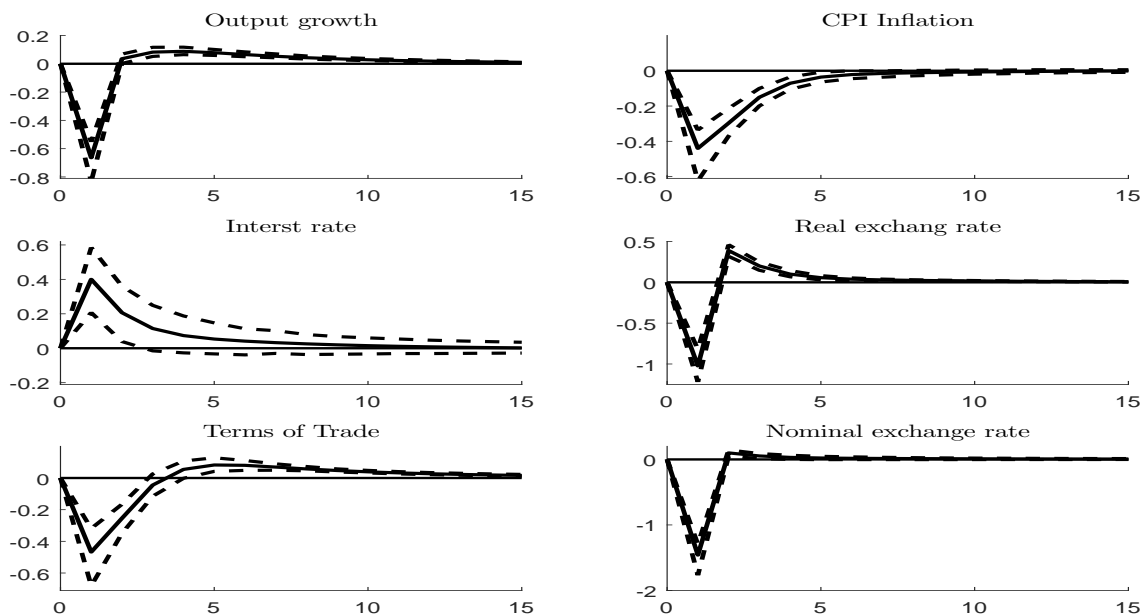 Output growth
0.2
0
-0.2
-0.4
-0.6
-0.8
0 5 10 15
CPI Inflation
0
-0.2
-0.4
-0.6
0 5 10 15
Interst rate
0.6
0.4
0.2
0
-0.2
0 5 10 15
Real exchang rate
0.5
0
-0.5
-1
0 5 10 15
Terms of Trade
0
-0.2
-0.4
-0.6
0 5 10 15
Nominal exchange rate
0
-1
-2
0 5 10 15